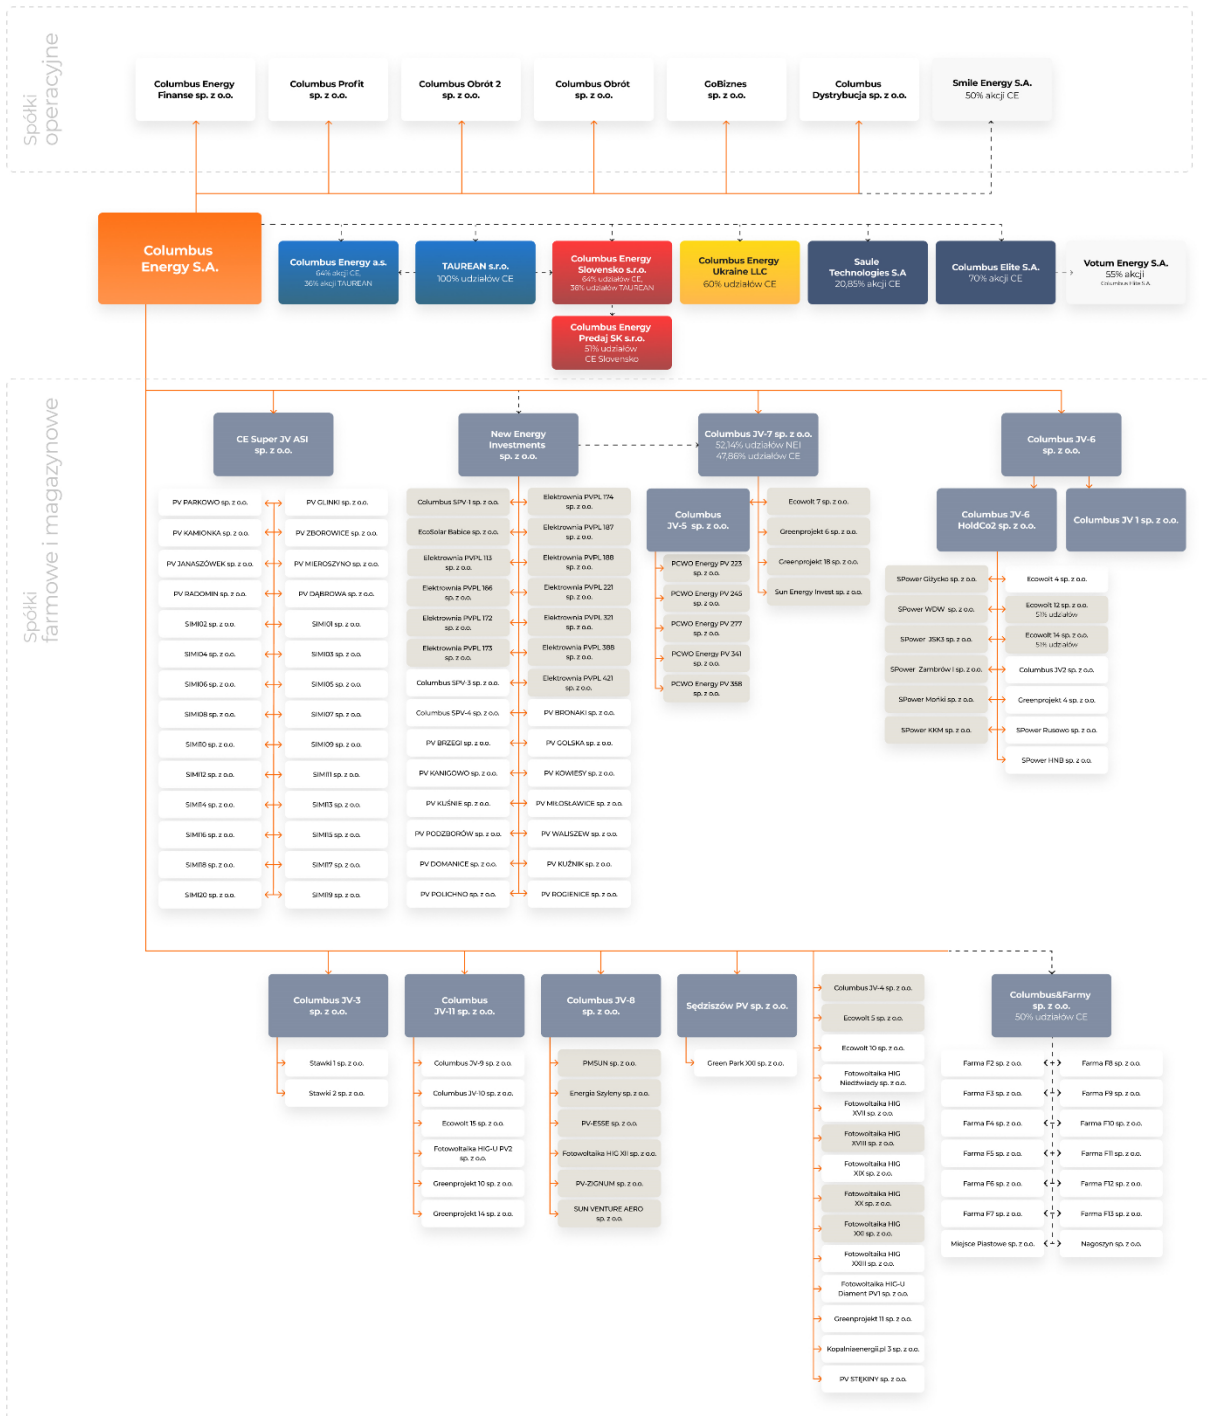 Spółki
operacyjne
Columbus Energy
Finanse sp. z o.o.
Columbus Profit
sp. z o.o.
Columbus Obrót 2
sp. z o.o.
Columbus Obrót
sp. z o.o.
GoBiznes
sp. z o.o.
Columbus
Dystrybucja sp. z o.o.
Smile Energy S.A.
50% akcji CE
Columbus
Energy S.A.
Columbus Energy a.s.
64% akcji CE,
36% akcji TAUREAN
TAUREAN s.r.o.
100% udziałów CE
Columbus Energy
Slovensko s.r.o.
64% udziałów CE,
36% udziałów TAUREAN
Columbus Energy
Ukraine LLC
60% udziałów CE
Saule
Technologies S.A
20,85% akcji CE
Columbus Elite S.A.
70% akcji CE
Votum Energy S.A.
55% akcji
Columbus Elite S.A.
Columbus Energy
Predaj SK s.r.o.
51% udziałów
CE Slovensko
Spółki
farmowe i magazynowe
CE Super JV ASI
sp. z o.o.
PV PARKOWO sp. z o.o.
PV GLINKI sp. z o.o.
PV KAMIONKA sp. z o.o.
PV ZBOROWICE sp. z o.o.
PV JANASZÓWEK sp. z o.o.
PV MIEROSZYNO sp. z o.o.
PV RADOMIN sp. z o.o.
PV DĄBROWA sp. z o.o.
SIMI02 sp. z o.o.
SIMI01 sp. z o.o.
SIMI04 sp. z o.o.
SIMI03 sp. z o.o.
SIMI06 sp. z o.o.
SIMI05 sp. z o.o.
SIMI08 sp. z o.o.
SIMI07 sp. z o.o.
SIMI10 sp. z o.o.
SIMI09 sp. z o.o.
SIMI12 sp. z o.o.
SIMI11 sp. z o.o.
SIMI14 sp. z o.o.
SIMI13 sp. z o.o.
SIMI16 sp. z o.o.
SIMI15 sp. z o.o.
SIMI18 sp. z o.o.
SIMI17 sp. z o.o.
SIMI20 sp. z o.o.
SIMI19 sp. z o.o.
New Energy
Investments
sp. z o.o.
Columbus SPV-1 sp. z o.o.
Elektrownia PVPL 174
sp. z o.o.
EcoSolar Babice sp. z o.o.
Elektrownia PVPL 187
sp. z o.o.
Elektrownia PVPL 113
sp. z o.o.
Elektrownia PVPL 188
sp. z o.o.
Elektrownia PVPL 166
sp. z o.o.
Elektrownia PVPL 221
sp. z o.o.
Elektrownia PVPL 172
sp. z o.o.
Elektrownia PVPL 321
sp. z o.o.
Elektrownia PVPL 173
sp. z o.o.
Elektrownia PVPL 388
sp. z o.o.
Columbus SPV-3 sp. z o.o.
Elektrownia PVPL 421
sp. z o.o.
Columbus SPV-4 sp. z o.o.
PV BRONAKI sp. z o.o.
PV BRZEGI sp. z o.o.
PV GOLSKA sp. z o.o.
PV KANIGOWO sp. z o.o.
PV KOWIESY sp. z o.o.
PV KUŚNIE sp. z o.o.
PV MIŁOSŁAWICE sp. z o.o.
PV PODZBORÓW sp. z o.o.
PV WALISZEW sp. z o.o.
PV DOMANICE sp. z o.o.
PV KUŹNIK sp. z o.o.
PV POLICHNO sp. z o.o.
PV ROGIENICE sp. z o.o.
Columbus JV-7 sp. z o.o.
52,14% udziałów NEI
47,86% udziałów CE
Columbus
JV-5 sp. z o.o.
PCWO Energy PV 223
sp. z o.o.
PCWO Energy PV 245
sp. z o.o.
PCWO Energy PV 277
sp. z o.o.
PCWO Energy PV 341
sp. z o.o.
PCWO Energy PV 358
sp. z o.o.
Ecowolt 7 sp. z o.o.
Greenprojekt 6 sp. z o.o.
Greenprojekt 18 sp. z o.o.
Sun Energy Invest sp. z o.o.
Columbus JV-6
sp. z o.o.
Columbus JV-6
HoldCo2 sp. z o.o.
Columbus JV 1 sp. z o.o.
SPower Giżycko sp. z o.o.
Ecowolt 4 sp. z o.o.
SPower WDW sp. z o.o.
Ecowolt 12 sp. z o.o.
51% udziałów
SPower JSK3 sp. z o.o.
Ecowolt 14 sp. z o.o.
51% udziałów
SPower Zambrów I sp. z o.o.
Columbus JV2 sp. z o.o.
SPower Mońki sp. z o.o.
Greenprojekt 4 sp. z o.o.
SPower KKM sp. z o.o.
SPower Rusowo sp. z o.o.
SPower HNB sp. z o.o.
Columbus JV-3
sp. z o.o.
Stawki 1 sp. z o.o.
Stawki 2 sp. z o.o.
Columbus
JV-11 sp. z o.o.
Columbus JV-9 sp. z o.o.
Columbus JV-10 sp. z o.o.
Ecowolt 15 sp. z o.o.
Fotowoltaika HIG-U PV2
sp. z o.o.
Greenprojekt 10 sp. z o.o.
Greenprojekt 14 sp. z o.o.
Columbus JV-8
sp. z o.o.
PMSUN sp. z o.o.
Energia Szyleny sp. z o.o.
PV-ESSE sp. z o.o.
Fotowoltaika HIG XII sp. z o.o.
PV-ZIGNUM sp. z o.o.
SUN VENTURE AERO
sp. z o.o.
Sędziszów PV sp. z o.o.
Green Park XXI sp. z o.o.
Columbus JV-4 sp. z o.o.
Ecowolt 5 sp. z o.o.
Ecowolt 10 sp. z o.o.
Fotowoltaika HIG
Niedźwiady sp. z o.o.
Fotowoltaika HIG
XVII sp. z o.o.
Fotowoltaika HIG
XVIII sp. z o.o.
Fotowoltaika HIG
XIX sp. z o.o.
Fotowoltaika HIG
XX sp. z o.o.
Fotowoltaika HIG
XXI sp. z o.o.
Fotowoltaika HIG
XXIII sp. z o.o.
Fotowoltaika HIG-U
Diament PV1 sp. z o.o.
Greenprojekt 11 sp. z o.o.
Kopalniaenergii.pl 3 sp. z o.o.
PV STĘKINY sp. z o.o.
Columbus&Farmy
sp. z o.o.
50% udziałów CE
Farma F2 sp. z o.o.
Farma F8 sp. z o.o.
Farma F3 sp. z o.o.
Farma F9 sp. z o.o.
Farma F4 sp. z o.o.
Farma F10 sp. z o.o.
Farma F5 sp. z o.o.
Farma F11 sp. z o.o.
Farma F6 sp. z o.o.
Farma F12 sp. z o.o.
Farma F7 sp. z o.o.
Farma F13 sp. z o.o.
Miejsce Piastowe sp. z o.o.
Nagoszyn sp. z o.o.